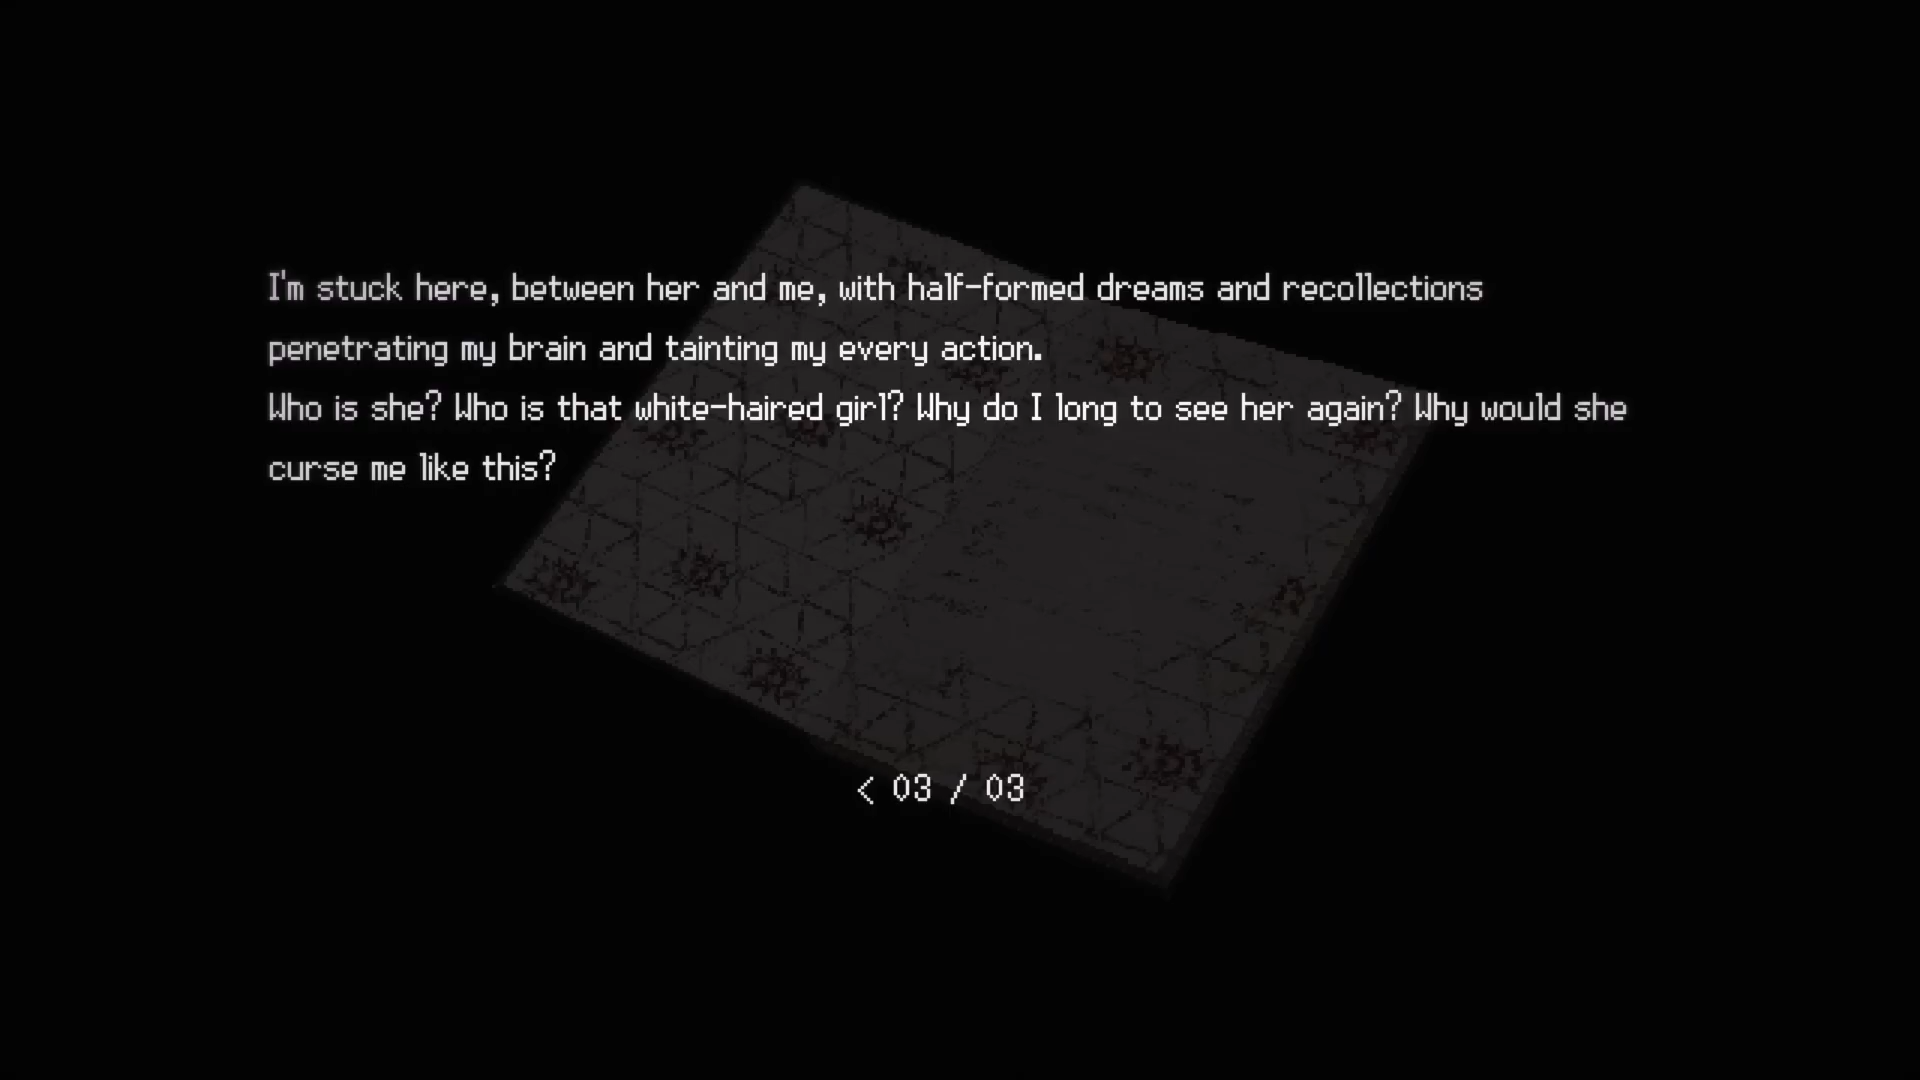 I'm stuck here, between her and me, with half-formed dreams and recollections
penetrating my brain and tainting my every action.
Who is she? Who is that white-haired girl? Why do I long to see her again? Why would she
curse me like this?
< 03 / 03